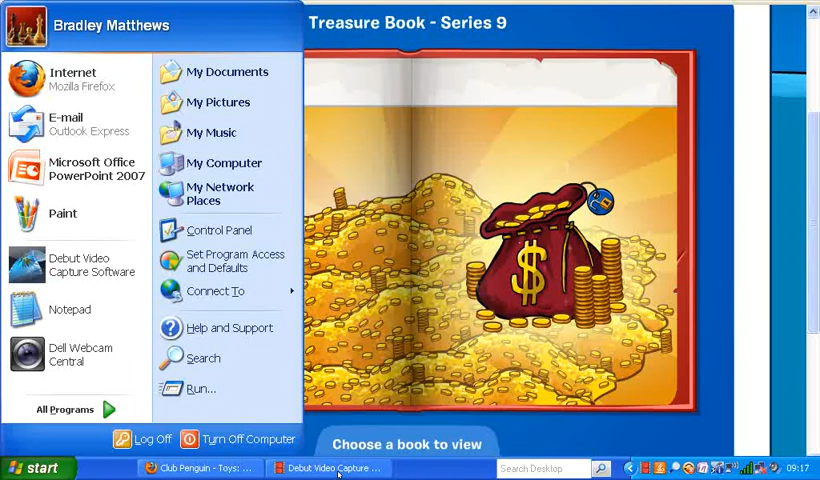 Bradley Matthews
Treasure Book - Series 9
Internet
Mozilla Firefox
E-mail
Outlook Express
Microsoft Office
PowerPoint 2007
Paint
Debut Video
Capture Software
Notepad
Dell Webcam
Central
All Programs
My Documents
My Pictures
My Music
My Computer
My Network
Places
Control Panel
Set Program Access
and Defaults
Connect To
Help and Support
Search
Run...
Log Off
Turn Off Computer
$
Choose a book to view
start
Club Penguin - Toys: ...
Debut Video Capture ...
Search Desktop
09:17